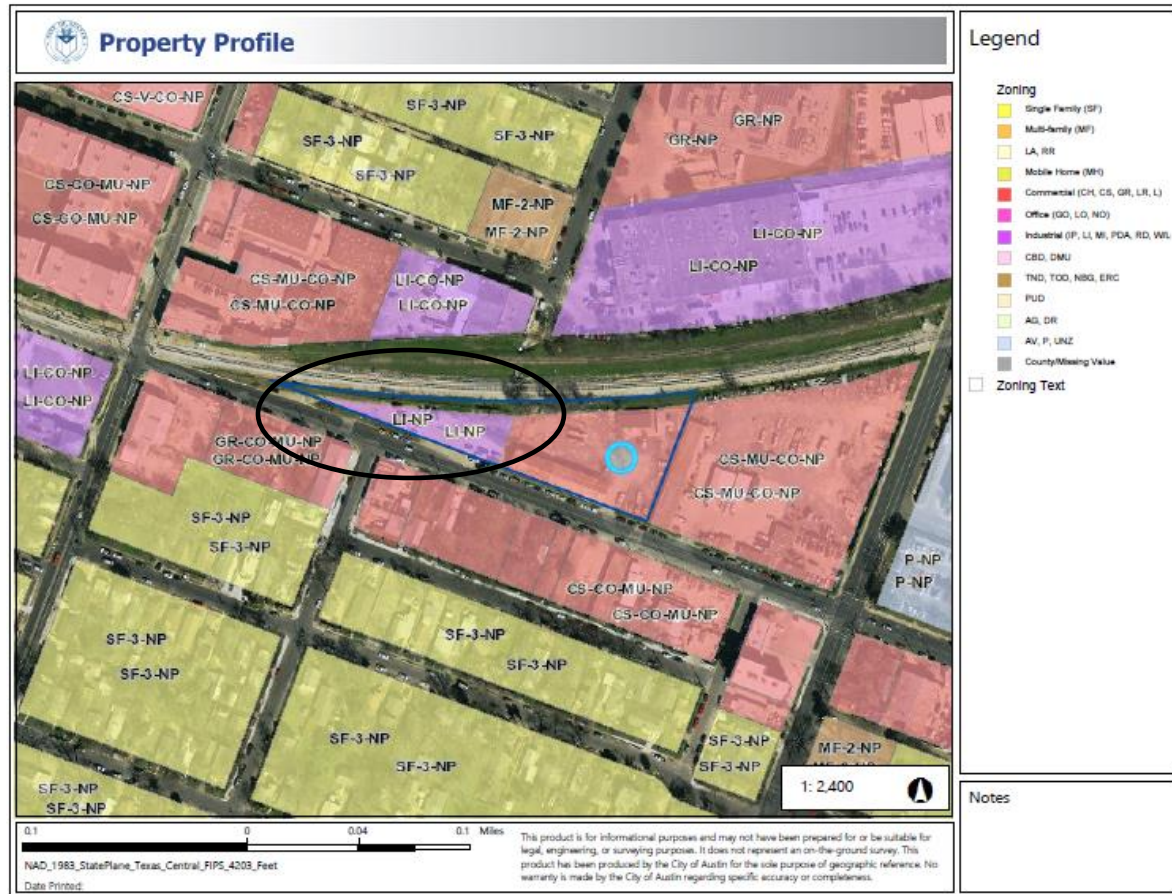 Property Profile
CS-V-CO-NP
SF-3-NP
SF-3-NP
SF-3-NP
SF-3-NP
GR-NP
GR-NP
CS-CO-MU-NP
CS-CO-MU-NP
MF-2-NP
MF-2-NP
LI-CO-NP
LI-CO-NP
CS-MU-CO-NP
CS-MU-CO-NP
LI-CO-NP
LI-CO-NP
LI-CO-NP
LI-CO-NP
LI-NP
LI-NP
GR-CO-MU-NP
GR-CO-MU-NP
CS-MU-CO-NP
CS-MU-CO-NP
SF-3-NP
SF-3-NP
P-NP
P-NP
CS-CO-MU-NP
CS-CO-MU-NP
SF-3-NP
SF-3-NP
SF-3-NP
SF-3-NP
SF-3-NP
SF-3-NP
SF-3-NP
SF-3-NP
MF-2-NP
SF-3-NP
SF-3-NP
1: 2,400
Legend
Zoning
Single Family (SF)
Multi-family (MF)
LA, RR
Mobile Home (MH)
Commercial (CH, CS, GR, LR, L)
Office (GO, LO, NO)
Industrial (IP, LI, MI, PDA, RD, W/L
CBD, DMU
TND, TOD, NBG, ERC
PUD
AG, DR
AV, P, UNZ
County/Missing Value
Zoning Text
Notes
0.1 0 0.04 0.1 Miles
NAD_1983_StatePlane_Texas_Central_FIPS_4203_Feet
Date Printed:
This product is for informational purposes and may not have been prepared for or be suitable for
legal, engineering, or surveying purposes. It does not represent an on-the-ground survey. This
product has been produced by the City of Austin for the sole purpose of geographic reference. No
warranty is made by the City of Austin regarding specific accuracy or completeness.